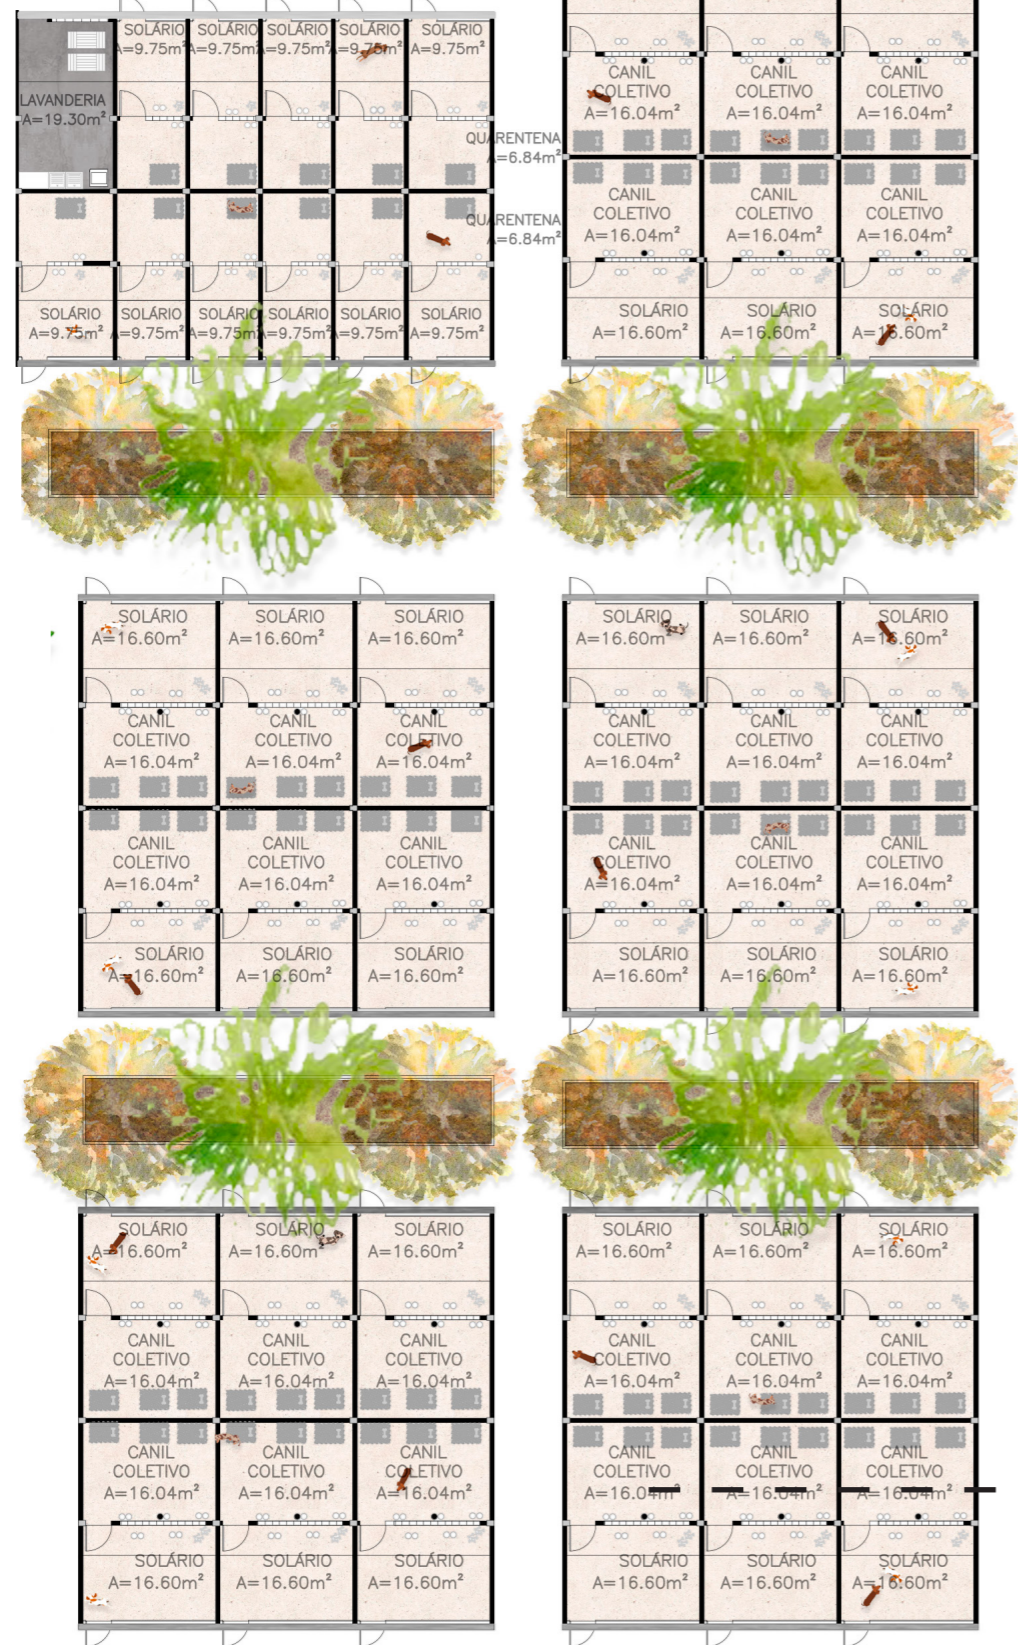 SOLÁRIO SOLÁRIO SOLÁRIO SOLÁRIO SOLÁRIO
A=9.75m² A=9.75m² A=9.75m² A=9.75m² A=9.75m²
LAVANDERIA
A=19.30m²
QUARENTENA
A=6.84m²
QUARENTENA
A=6.84m²
SOLÁRIO SOLÁRIO SOLÁRIO SOLÁRIO SOLÁRIO SOLÁRIO
A=9.75m² A=9.75m² A=9.75m² A=9.75m² A=9.75m² A=9.75m²
CANIL CANIL CANIL
COLETIVO COLETIVO COLETIVO
A=16.04m² A=16.04m² A=16.04m²
CANIL CANIL CANIL
COLETIVO COLETIVO COLETIVO
A=16.04m² A=16.04m² A=16.04m²
SOLÁRIO SOLÁRIO SOLÁRIO
A=16.60m² A=16.60m² A=16.60m²
SOLÁRIO SOLÁRIO SOLÁRIO
A=16.60m² A=16.60m² A=16.60m²
CANIL CANIL CANIL
COLETIVO COLETIVO COLETIVO
A=16.04m² A=16.04m² A=16.04m²
CANIL CANIL CANIL
COLETIVO COLETIVO COLETIVO
A=16.04m² A=16.04m² A=16.04m²
SOLÁRIO SOLÁRIO SOLÁRIO
A=16.60m² A=16.60m² A=16.60m²
SOLÁRIO SOLÁRIO SOLÁRIO
A=16.60m A=16.60m² A=16.60m²
CANIL CANIL CANIL
COLETIVO COLETIVO COLETIVO
A=16.04m² A=16.04m² A=16.04m²
CANIL CANIL CANIL
COLETIVO COLETIVO COLETIVO
A=16.04m² A=16.04m² A=16.04m²
SOLÁRIO SOLÁRIO SOLÁRIO
A=16.60m² A=16.60m² A=16.60m²
SOLÁRIO SOLÁRIO SOLÁRIO
A=16.60m² A=16.60m² A=16.60m²
CANIL CANIL CANIL
COLETIVO COLETIVO COLETIVO
A=16.04m² A=16.04m² A=16.04m²
CANIL CANIL CANIL
COLETIVO COLETIVO COLETIVO
A=16.04m² A=16.04m² A=16.04m²
SOLÁRIO SOLÁRIO SOLÁRIO
A=16.60m² A=16.60m² A=16.60m²
SOLÁRIO SOLÁRIO SOLÁRIO
A=16.60m² A=16.60m² A=16.60m²
CANIL CANIL CANIL
COLETIVO COLETIVO COLETIVO
A=16.04m² A=16.04m² A=16.04m²
CANIL CANIL CANIL
COLETIVO COLETIVO COLETIVO
A=16.04m² A=16.04m² A=16.04m²
SOLÁRIO SOLÁRIO SOLÁRIO
A=16.60m² A=16.60m² A=16.60m²